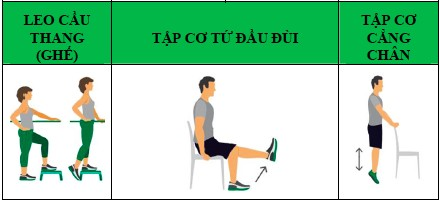 LEO CẦU
THANG
(GHẾ)
TẬP CƠ TỨ ĐẦU ĐÙI
TẬP CƠ
CẲNG
CHÂN